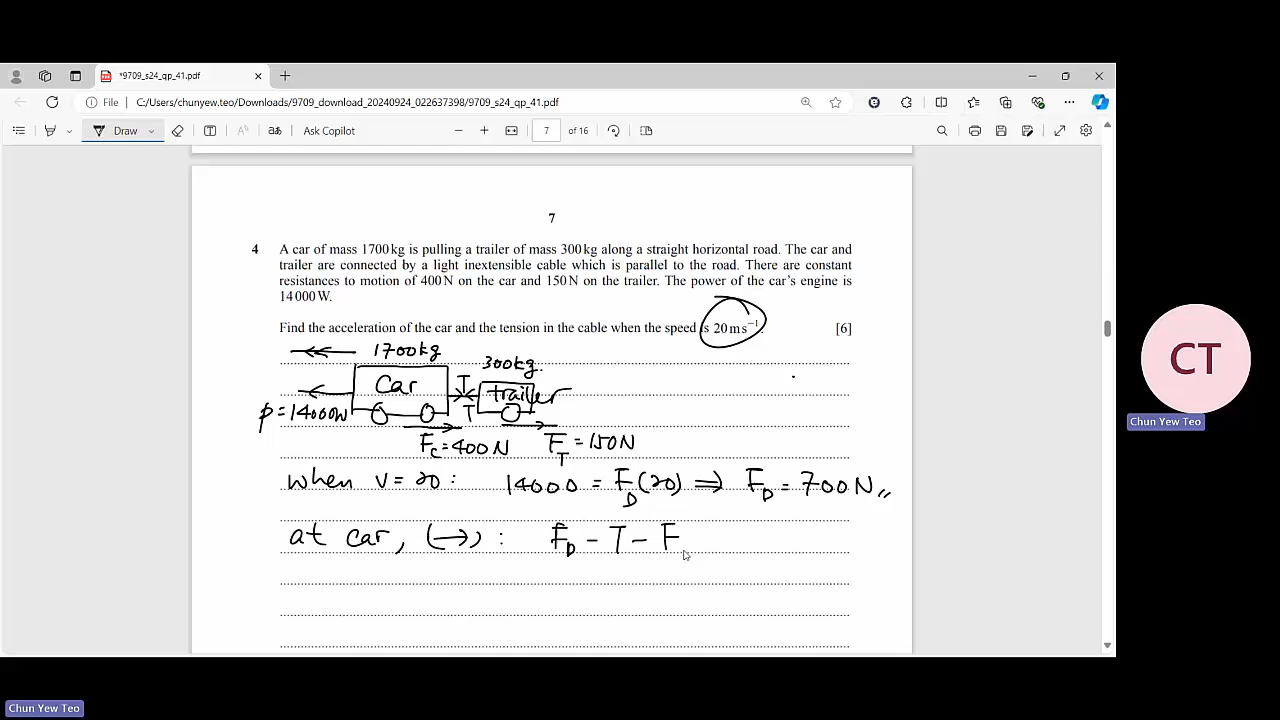 *9709_s24_qp_41.pdf
File
C:/Users/chunyew.teo/Downloads/9709_download_20240924_022637398/9709_s24_qp_41.pdf
Draw
Ask Copilot
7
of 16
7
4 A car of mass 1700 kg is pulling a trailer of mass 300 kg along a straight horizontal road. The car and
trailer are connected by a light inextensible cable which is parallel to the road. There are constant
resistances to motion of 400 N on the car and 150 N on the trailer. The power of the car's engine is
14 000 W.
Find the acceleration of the car and the tension in the cable when the speed is 20 m s⁻¹. [6]
1700kg
300kg.
Car
T
trailer
P=14000W
T
F_C=400N
F_T=150N
when v=20: 14000 = F_D(20) ⇒ F_D = 700N,,
at car, (→): F_D - T - F
CT
Chun Yew Teo
Chun Yew Teo